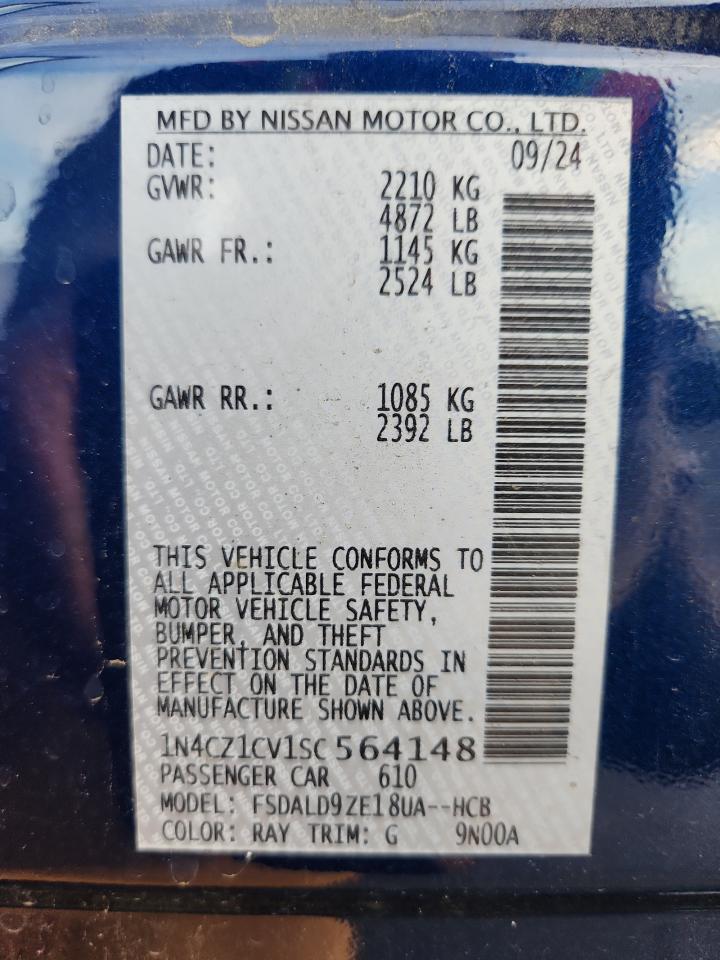 MFD BY NISSAN MOTOR CO., LTD.
DATE: 09/24
GVWR: 2210 KG
4872 LB
GAWR FR.: 1145 KG
2524 LB
GAWR RR.: 1085 KG
2392 LB
THIS VEHICLE CONFORMS TO
ALL APPLICABLE FEDERAL
MOTOR VEHICLE SAFETY,
BUMPER, AND THEFT
PREVENTION STANDARDS IN
EFFECT ON THE DATE OF
MANUFACTURE SHOWN ABOVE.
1N4CZ1CV1SC564148
PASSENGER CAR 610
MODEL: FSDALD9ZE18UA--HCB
COLOR: RAY TRIM: G 9N00A